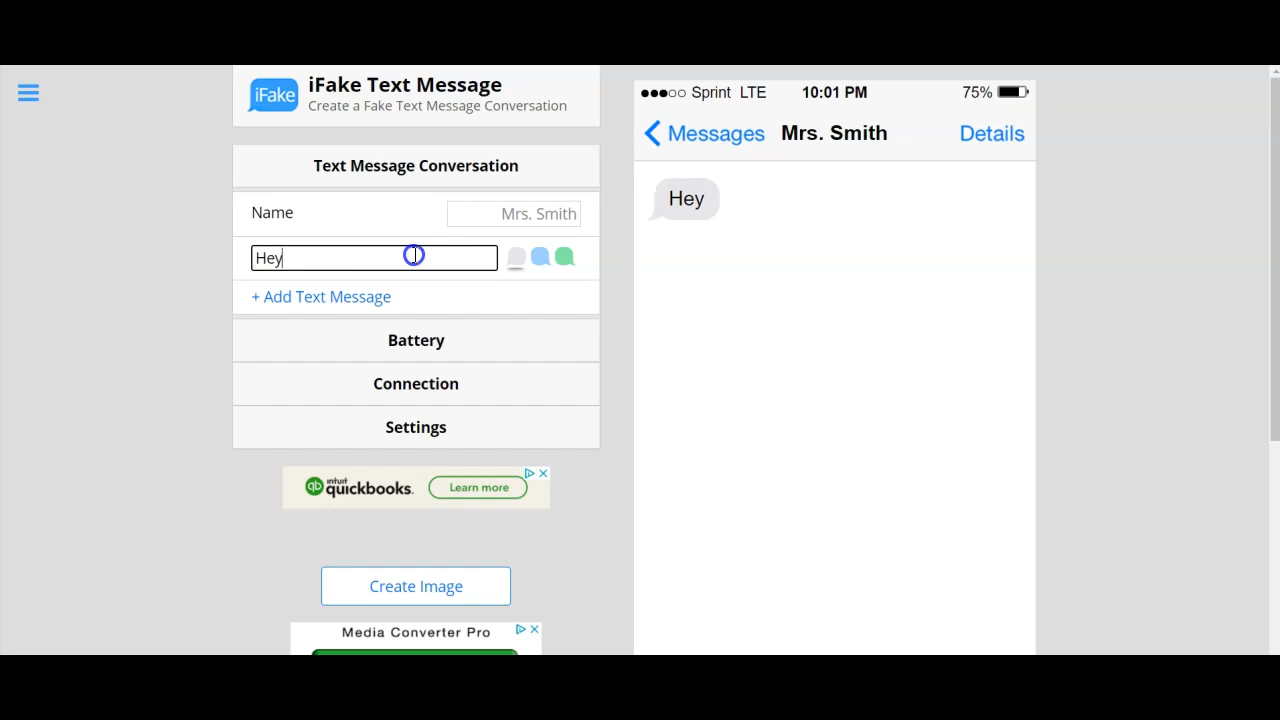 iFake
iFake Text Message
Create a Fake Text Message Conversation
Text Message Conversation
Name
Mrs. Smith
Hey
+ Add Text Message
Battery
Connection
Settings
intuit
qb quickbooks.
Learn more
Create Image
Media Converter Pro
Sprint LTE
10:01 PM
75%
Messages
Mrs. Smith
Details
Hey